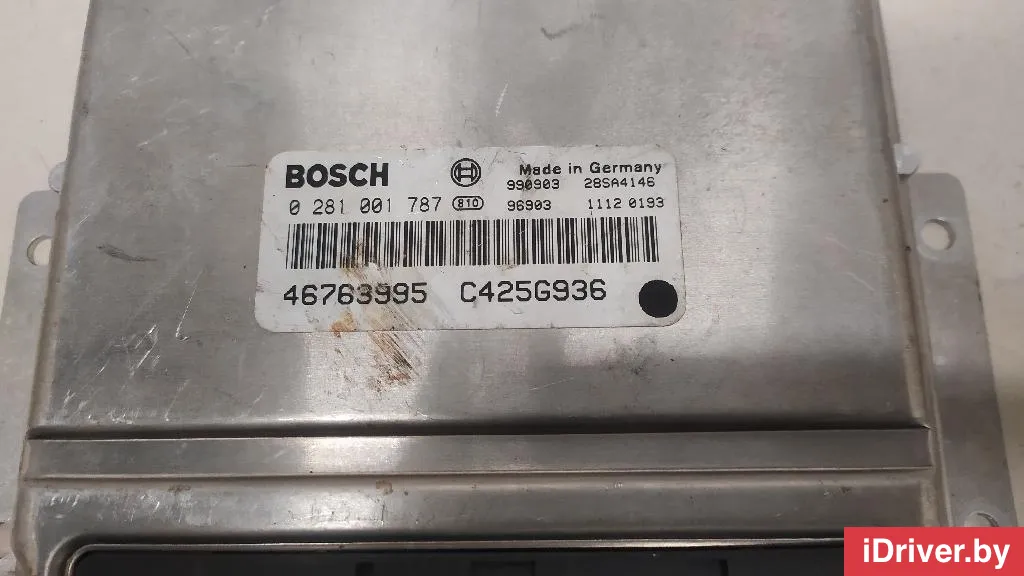 BOSCH Made in Germany
990903 28SA4146
0 281 001 787 810 96903 1112 0193
46763995 C425G936
iDriver.by